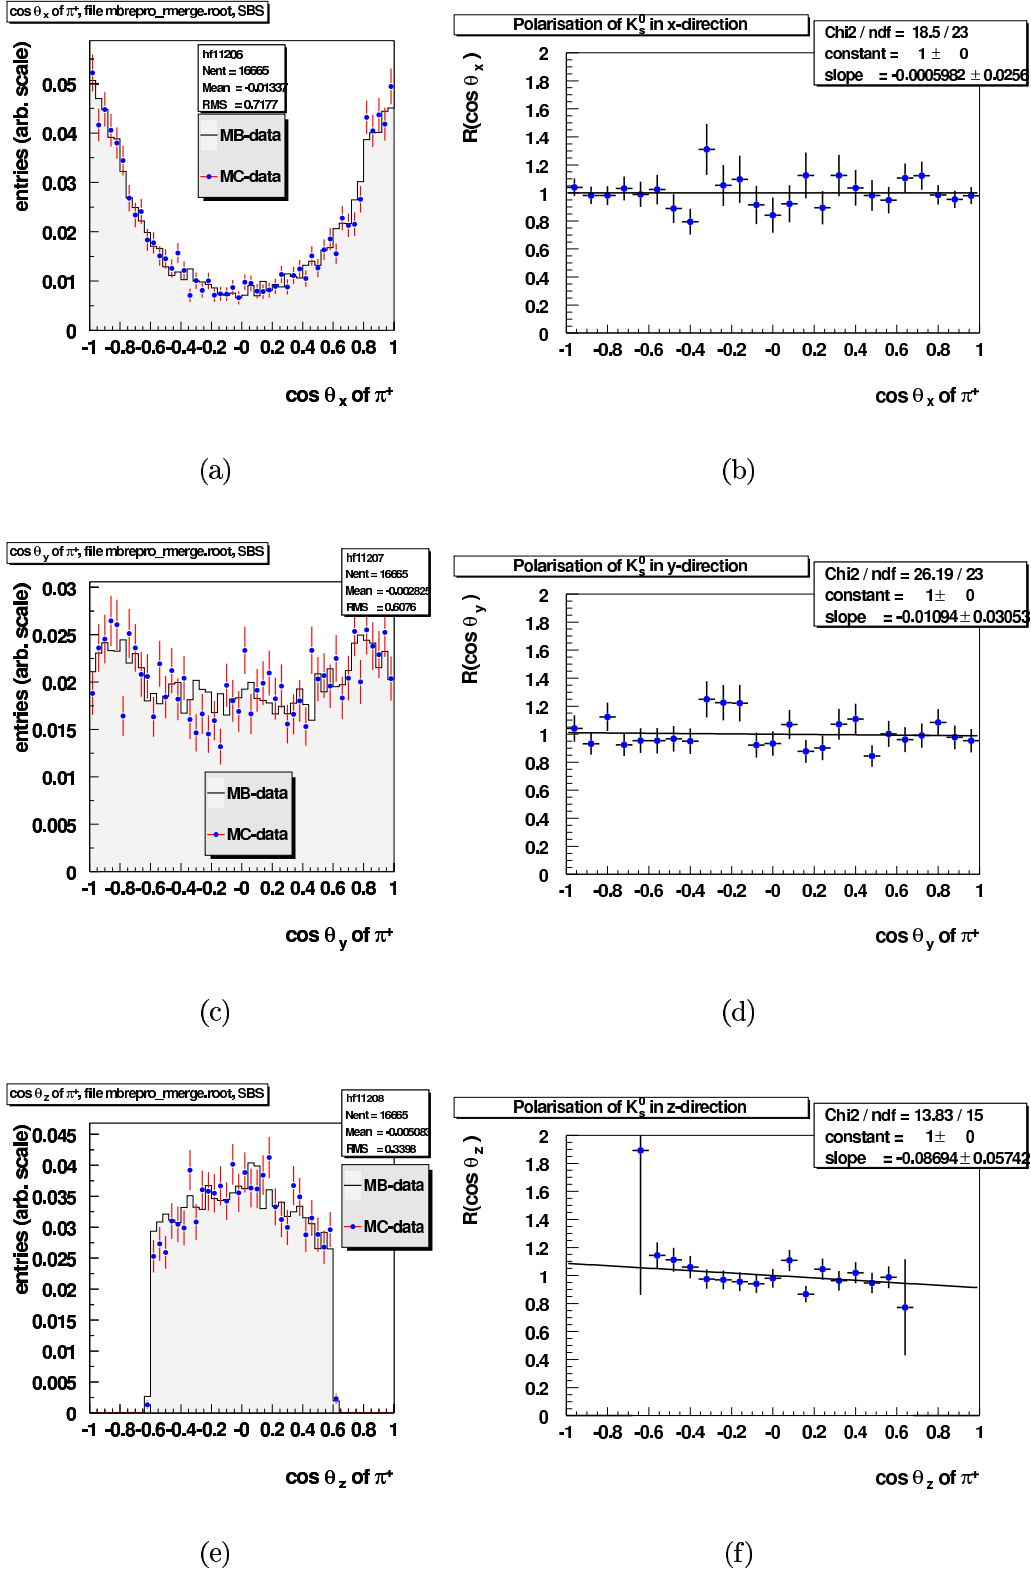 cos θx of π+, file mbrepro_rmerge.root, SBS
hf11206
Nent = 16665
Mean = -0.01337
RMS = 0.7177
MB-data
MC-data
entries (arb. scale)
0.05
0.04
0.03
0.02
0.01
0
-1 -0.8 -0.6 -0.4 -0.2 -0 0.2 0.4 0.6 0.8 1
cos θx of π+
(a)
Polarisation of K0s in x-direction
Chi2 / ndf = 18.5 / 23
constant = 1 ± 0
slope = -0.0005982 ± 0.0256
R(cos θx)
2
1.8
1.6
1.4
1.2
1
0.8
0.6
0.4
0.2
0
-1 -0.8 -0.6 -0.4 -0.2 -0 0.2 0.4 0.6 0.8 1
cos θx of π+
(b)
cos θy of π+, file mbrepro_rmerge.root, SBS
hf11207
Nent = 16665
Mean = -0.002825
RMS = 0.6076
MB-data
MC-data
entries (arb. scale)
0.03
0.025
0.02
0.015
0.01
0.005
0
-1 -0.8 -0.6 -0.4 -0.2 -0 0.2 0.4 0.6 0.8 1
cos θy of π+
(c)
Polarisation of K0s in y-direction
Chi2 / ndf = 26.19 / 23
constant = 1 ± 0
slope = -0.01094 ± 0.03053
R(cos θy)
2
1.8
1.6
1.4
1.2
1
0.8
0.6
0.4
0.2
0
-1 -0.8 -0.6 -0.4 -0.2 -0 0.2 0.4 0.6 0.8 1
cos θy of π+
(d)
cos θz of π+, file mbrepro_rmerge.root, SBS
hf11208
Nent = 16665
Mean = -0.005083
RMS = 0.3398
MB-data
MC-data
entries (arb. scale)
0.045
0.04
0.035
0.03
0.025
0.02
0.015
0.01
0.005
0
-1 -0.8 -0.6 -0.4 -0.2 -0 0.2 0.4 0.6 0.8 1
cos θz of π+
(e)
Polarisation of K0s in z-direction
Chi2 / ndf = 13.83 / 15
constant = 1 ± 0
slope = -0.08694 ± 0.05742
R(cos θz)
2
1.8
1.6
1.4
1.2
1
0.8
0.6
0.4
0.2
0
-1 -0.8 -0.6 -0.4 -0.2 -0 0.2 0.4 0.6 0.8 1
cos θz of π+
(f)